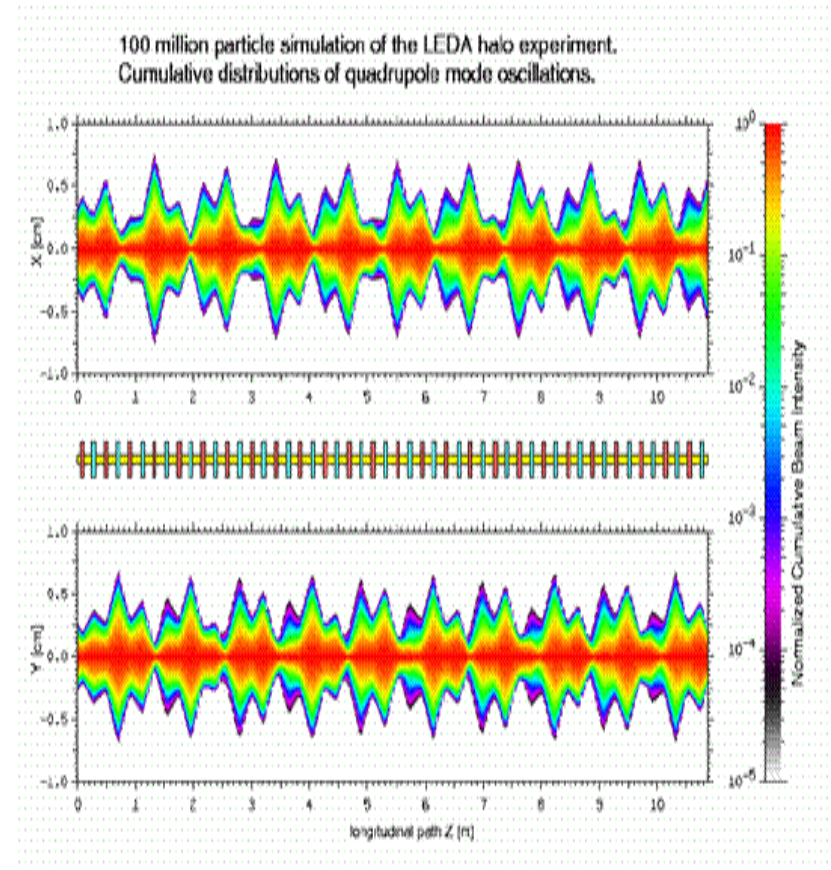 100 million particle simulation of the LEDA halo experiment.
Cumulative distributions of quadrupole mode oscillations.
1.0
0.5
0.0
-0.5
-1.0
X [cm]
0 1 2 3 4 5 6 7 8 9 10
1.0
0.5
0.0
-0.5
-1.0
Y [cm]
0 1 2 3 4 5 6 7 8 9 10
longitudinal path Z [m]
10^0
10^-1
10^-2
10^-3
10^-4
10^-5
Normalized Cumulative Beam Intensity